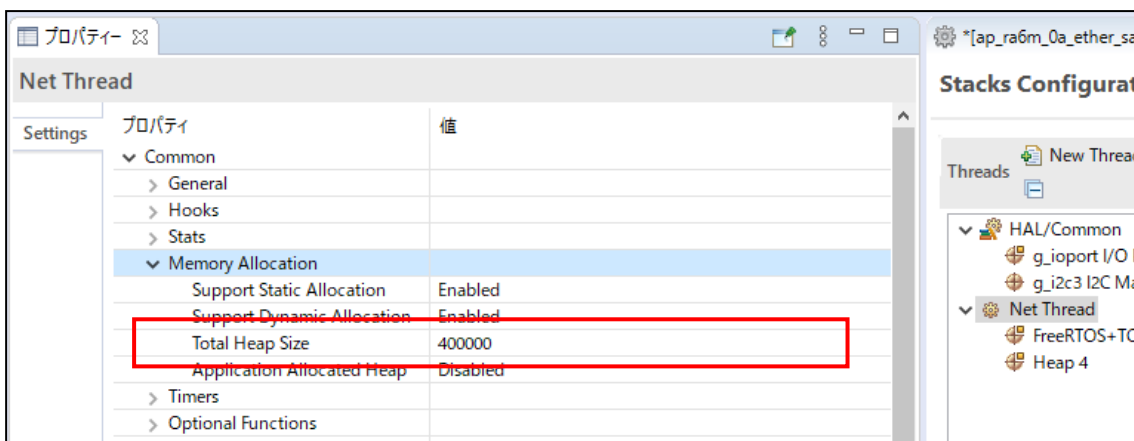 プロパティー
*[ap_ra6m_0a_ether_sa
Net Thread
Stacks Configurat
Settings
プロパティ 値
Common
General
Hooks
Stats
Memory Allocation
Support Static Allocation Enabled
Support Dynamic Allocation Enabled
Total Heap Size 400000
Application Allocated Heap Disabled
Timers
Optional Functions
Threads
New Threa
HAL/Common
g_ioport I/O
g_i2c3 I2C Ma
Net Thread
FreeRTOS+TC
Heap 4